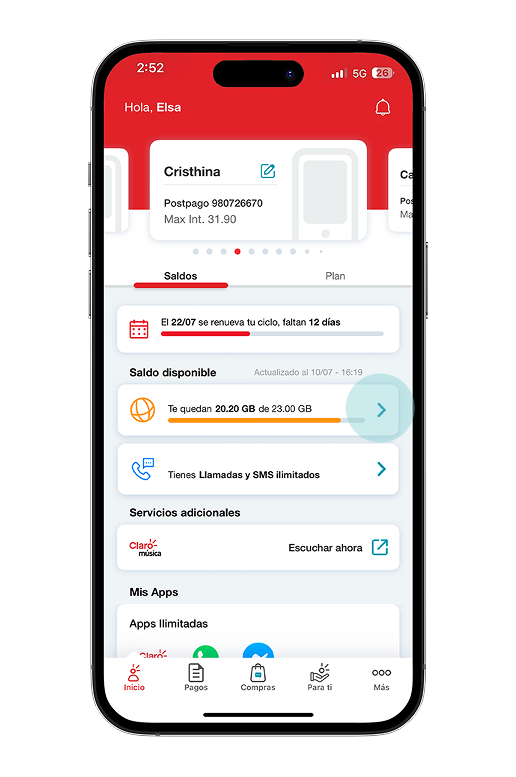 2:52
5G 26
Hola, Elsa
Cristhina
Postpago 980726670
Max Int. 31.90
Ca
Pos
Ma
Saldos
Plan
El 22/07 se renueva tu ciclo, faltan 12 días
Saldo disponible
Actualizado al 10/07 - 16:19
Te quedan 20.20 GB de 23.00 GB
Tienes Llamadas y SMS ilimitados
Servicios adicionales
Claro música
Escuchar ahora
Mis Apps
Apps Ilimitadas
Claro
Inicio
Pagos
Compras
Para ti
Más